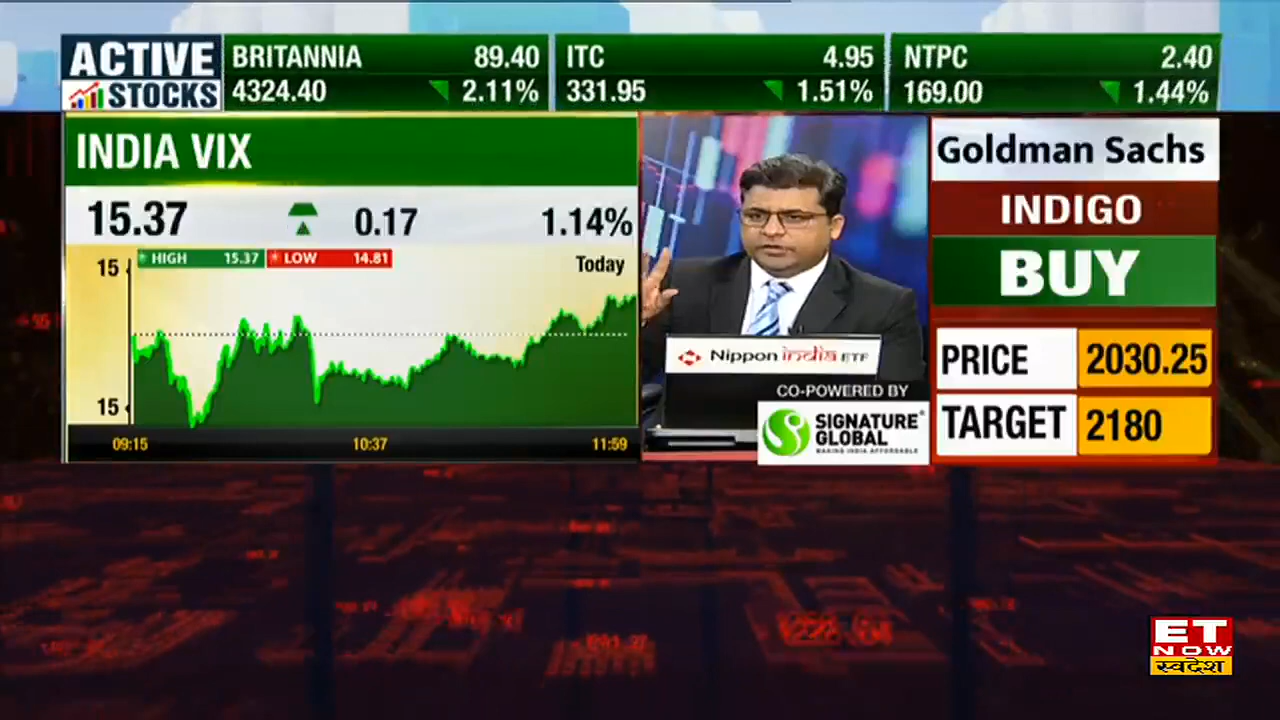 ACTIVE
STOCKS
BRITANNIA 89.40
4324.40 2.11%
ITC 4.95
331.95 1.51%
NTPC 2.40
169.00 1.44%
INDIA VIX
15.37 0.17 1.14%
HIGH 15.37 LOW 14.81
Today
15
15
09:15 10:37 11:59
Nippon india ETF
CO-POWERED BY
SIGNATURE
GLOBAL
MAKING INDIA AFFORDABLE
Goldman Sachs
INDIGO
BUY
PRICE 2030.25
TARGET 2180
ET
NOW
स्वदेश